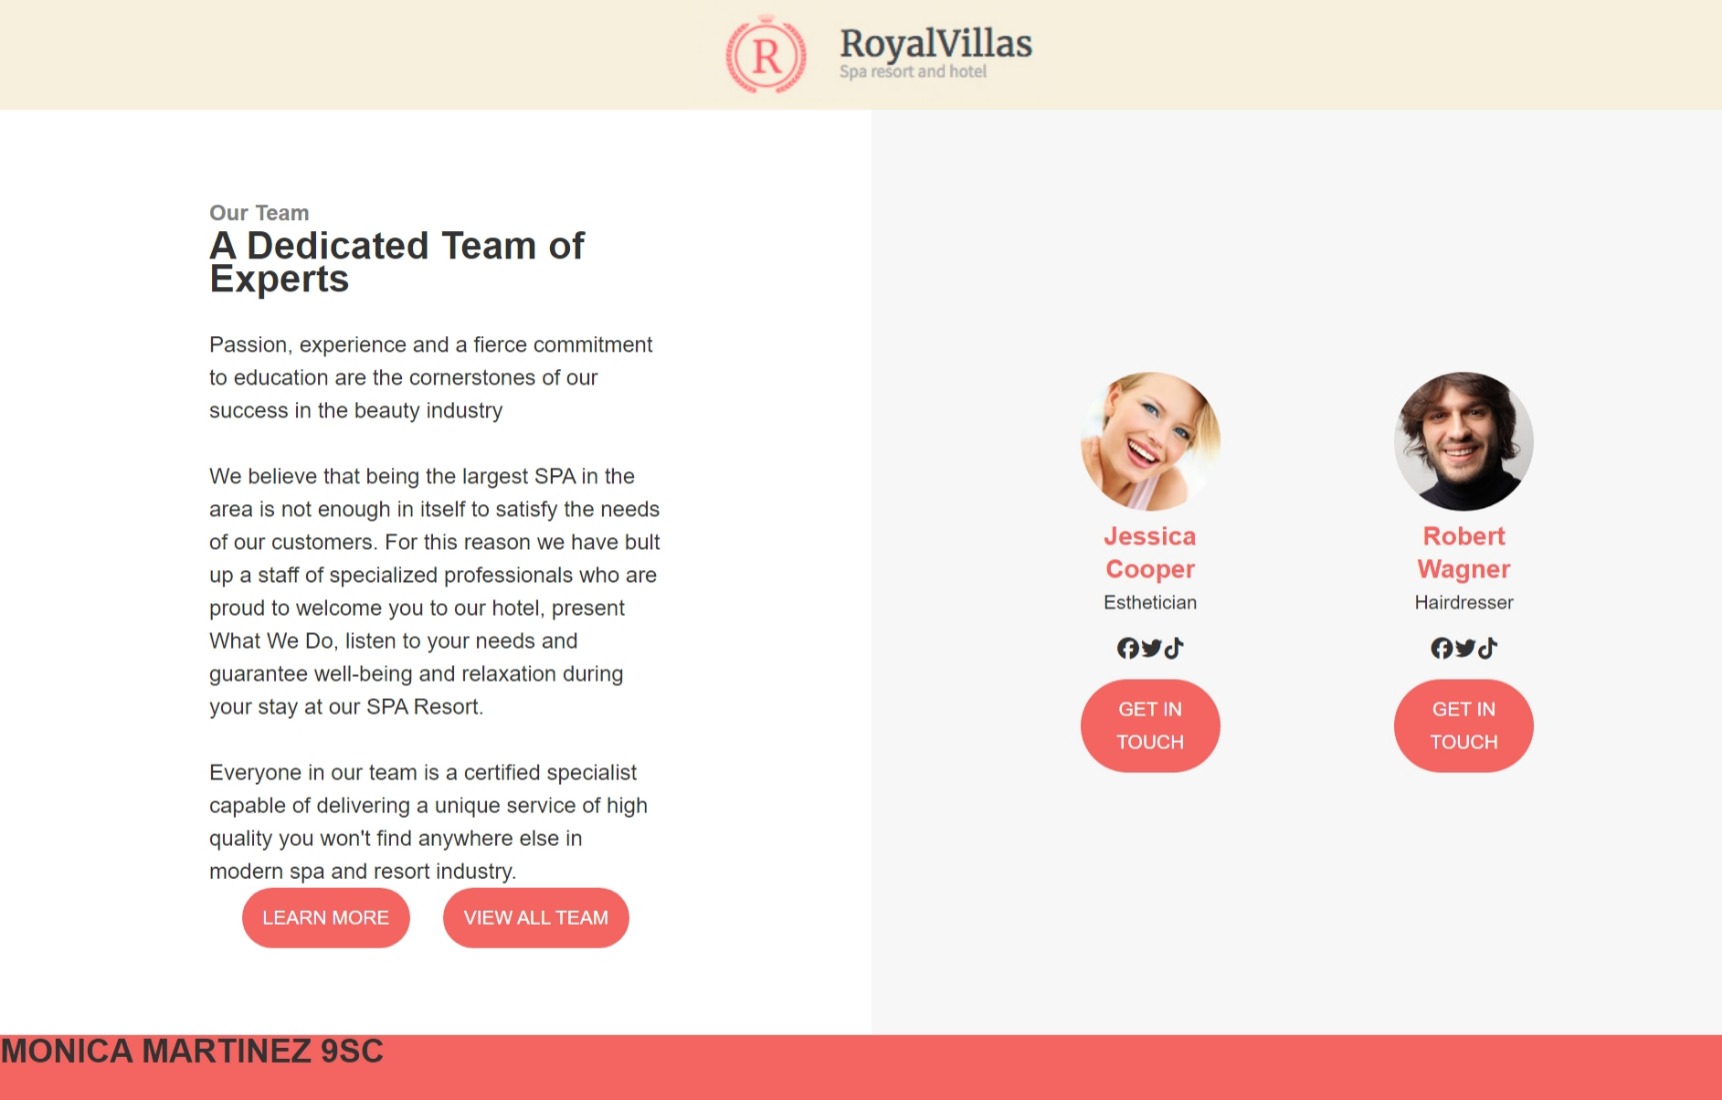 R
RoyalVillas
Spa resort and hotel
Our Team
A Dedicated Team of
Experts
Passion, experience and a fierce commitment
to education are the cornerstones of our
success in the beauty industry
We believe that being the largest SPA in the
area is not enough in itself to satisfy the needs
of our customers. For this reason we have bult
up a staff of specialized professionals who are
proud to welcome you to our hotel, present
What We Do, listen to your needs and
guarantee well-being and relaxation during
your stay at our SPA Resort.
Everyone in our team is a certified specialist
capable of delivering a unique service of high
quality you won't find anywhere else in
modern spa and resort industry.
LEARN MORE
VIEW ALL TEAM
Jessica
Cooper
Esthetician
GET IN
TOUCH
Robert
Wagner
Hairdresser
GET IN
TOUCH
MONICA MARTINEZ 9SC